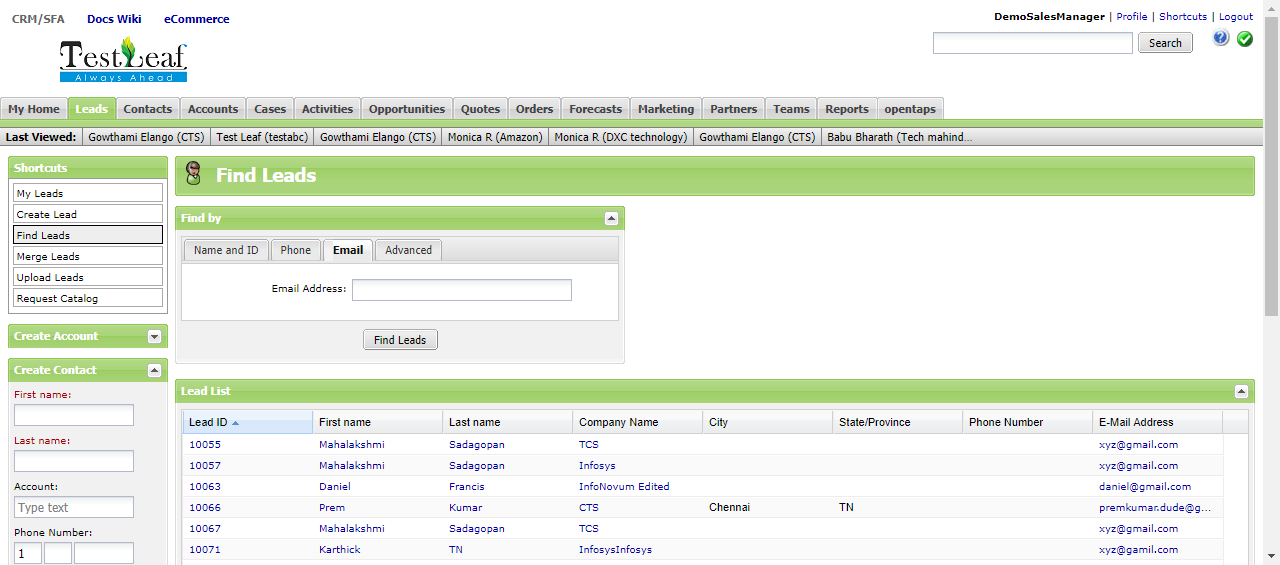 CRM/SFA Docs Wiki eCommerce
DemoSalesManager | Profile | Shortcuts | Logout
TestLeaf
Always Ahead
Search
?
My Home Leads Contacts Accounts Cases Activities Opportunities Quotes Orders Forecasts Marketing Partners Teams Reports opentaps
Last Viewed: Gowthami Elango (CTS) Test Leaf (testabc) Gowthami Elango (CTS) Monica R (Amazon) Monica R (DXC technology) Gowthami Elango (CTS) Babu Bharath (Tech mahind...
Shortcuts
My Leads
Create Lead
Find Leads
Merge Leads
Upload Leads
Request Catalog
Create Account
Create Contact
First name:
Last name:
Account:
Type text
Phone Number:
1
Find Leads
Find by
Name and ID Phone Email Advanced
Email Address:
Find Leads
Lead List
Lead ID First name Last name Company Name City State/Province Phone Number E-Mail Address
10055 Mahalakshmi Sadagopan TCS xyz@gmail.com
10057 Mahalakshmi Sadagopan Infosys xyz@gmail.com
10063 Daniel Francis InfoNovum Edited daniel@gmail.com
10066 Prem Kumar CTS Chennai TN premkumar.dude@g...
10067 Mahalakshmi Sadagopan TCS xyz@gmail.com
10071 Karthick TN InfosysInfosys xyz@gamil.com